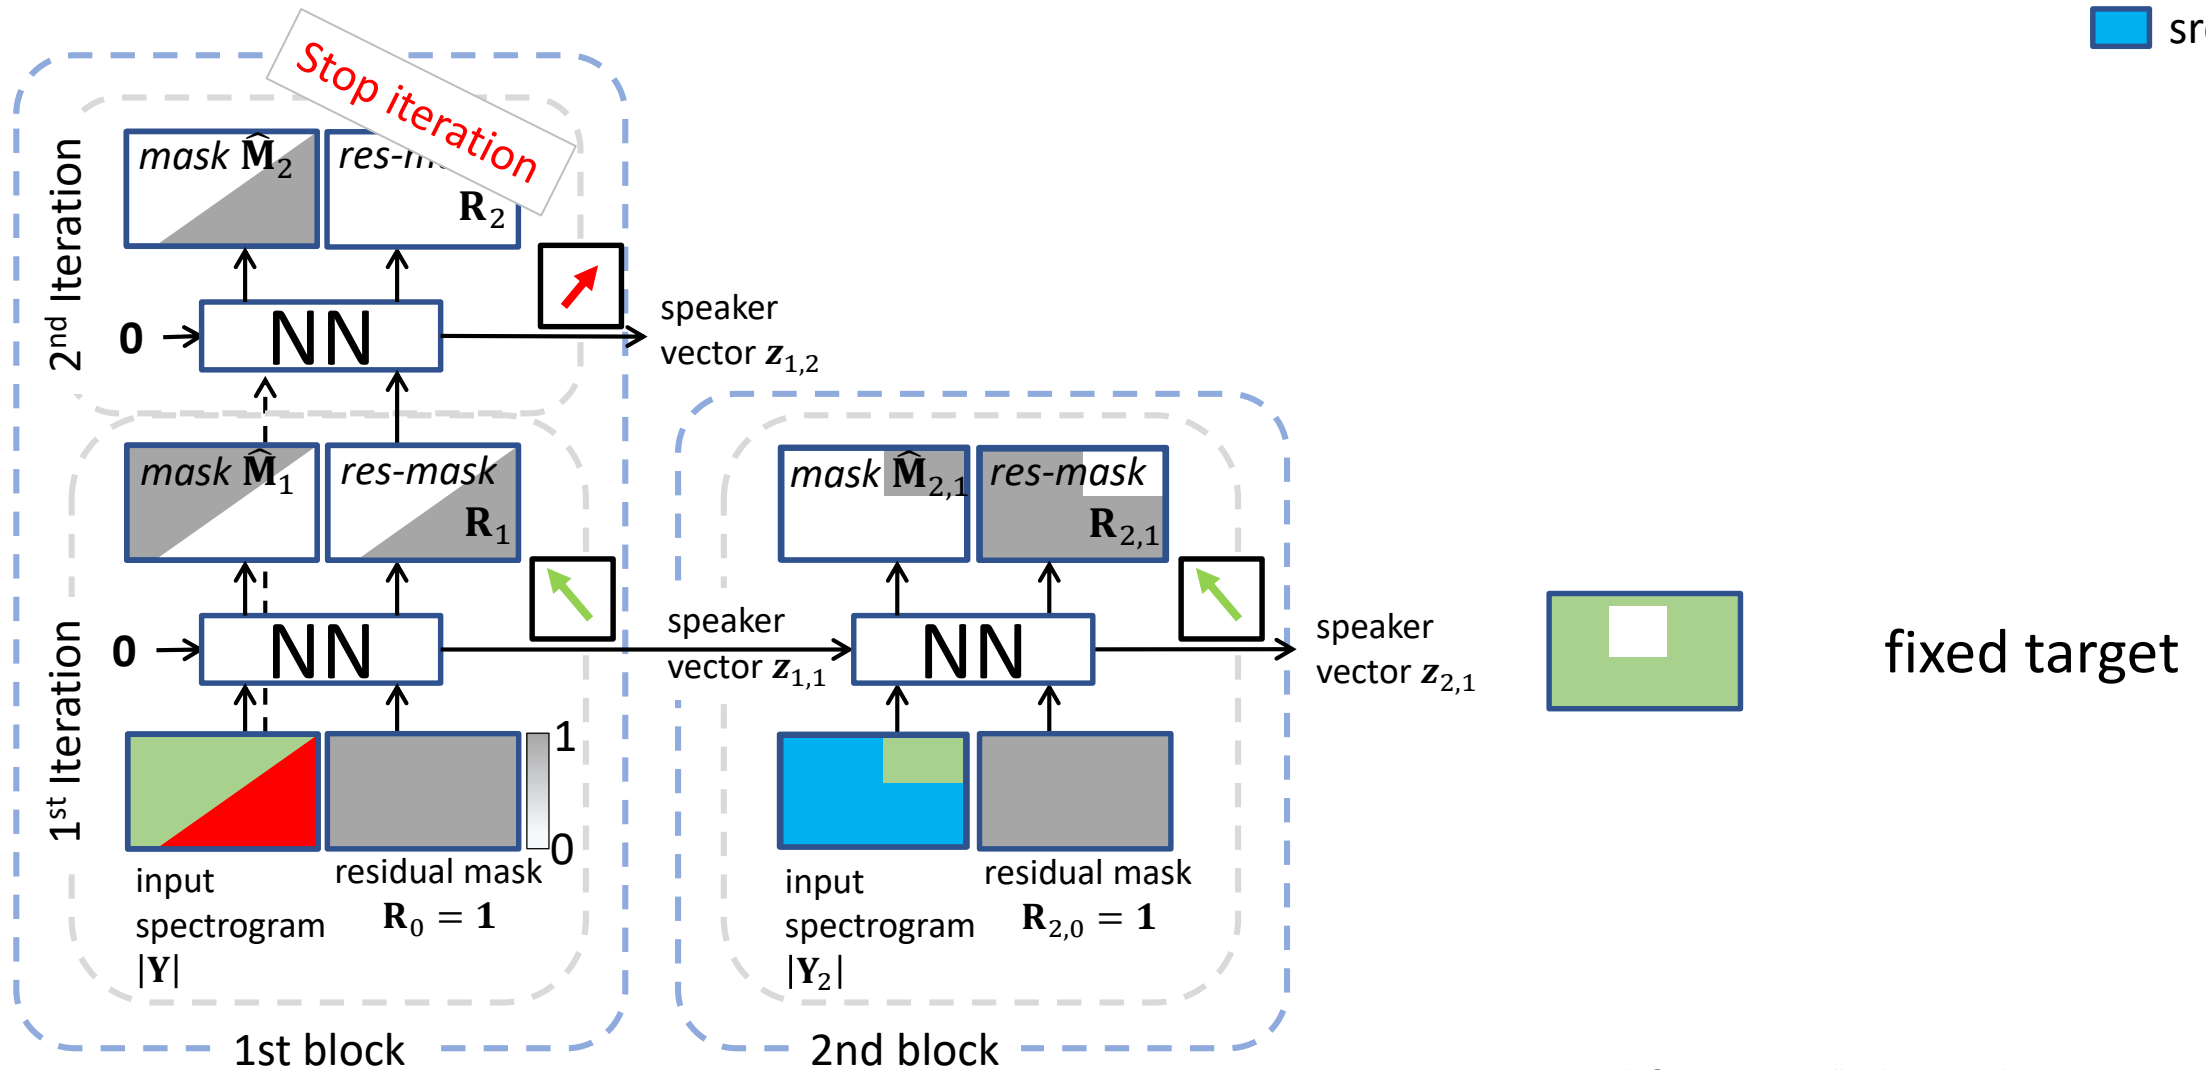 Stop iteration
mask M̂₂
res-m
R₂
2nd Iteration
0
NN
speaker
vector z₁,₂
mask M̂₁
res-mask
R₁
1st Iteration
0
NN
speaker
vector z₁,₁
1
0
input
spectrogram
|Y|
residual mask
R₀ = 1
1st block
mask M̂₂,₁
res-mask
R₂,₁
NN
speaker
vector z₂,₁
input
spectrogram
|Y₂|
residual mask
R₂,₀ = 1
2nd block
fixed target